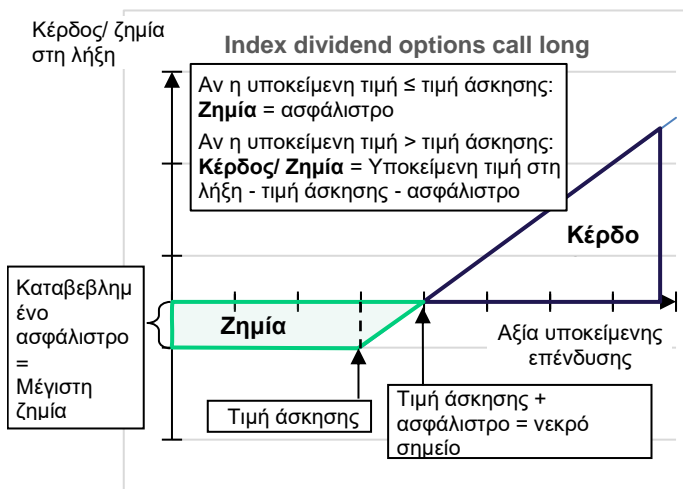 Κέρδος/ ζημία
στη λήξη
Index dividend options call long
Αν η υποκείμενη τιμή ≤ τιμή άσκησης:
Ζημία = ασφάλιστρο
Αν η υποκείμενη τιμή > τιμή άσκησης:
Κέρδος/ Ζημία = Υποκείμενη τιμή στη
λήξη - τιμή άσκησης - ασφάλιστρο
Κέρδο
Καταβεβλημ
ένο
ασφάλιστρο
=
Μέγιστη
ζημία
Ζημία
Αξία υποκείμενης
επένδυσης
Τιμή άσκησης
Τιμή άσκησης +
ασφάλιστρο = νεκρό
σημείο